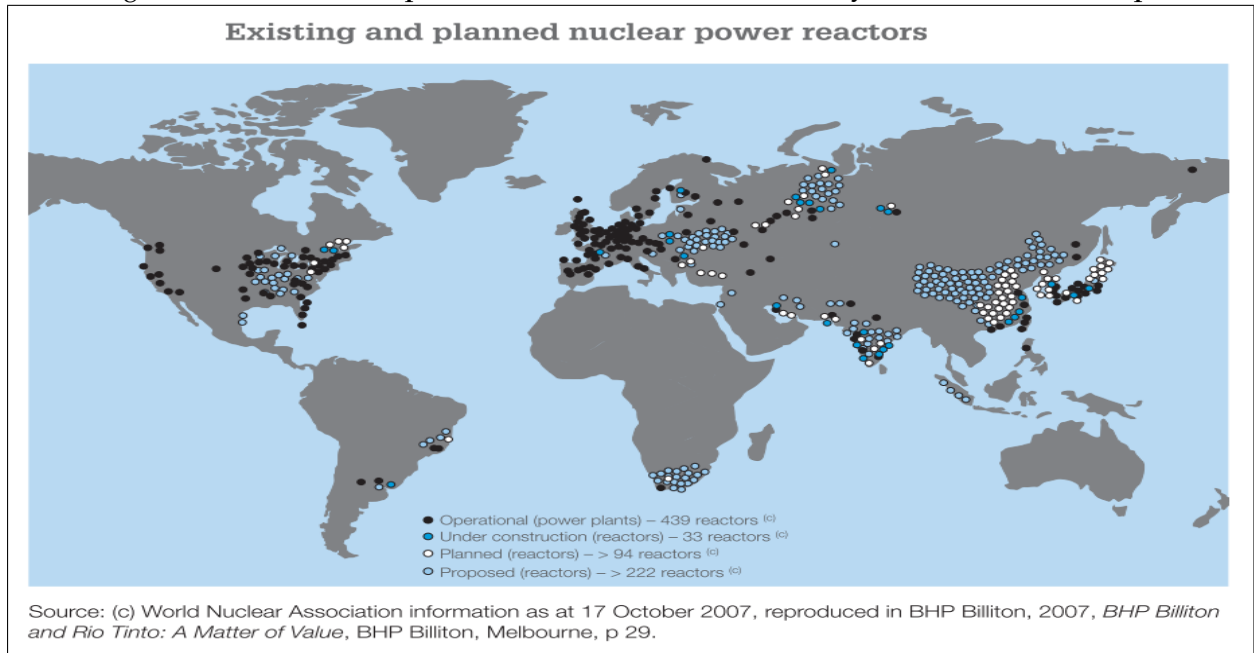 Existing and planned nuclear power reactors
Operational (power plants) – 439 reactors (c)
Under construction (reactors) – 33 reactors (c)
Planned (reactors) – > 94 reactors (c)
Proposed (reactors) – > 222 reactors (c)
Source: (c) World Nuclear Association information as at 17 October 2007, reproduced in BHP Billiton, 2007, BHP Billiton
and Rio Tinto: A Matter of Value, BHP Billiton, Melbourne, p 29.